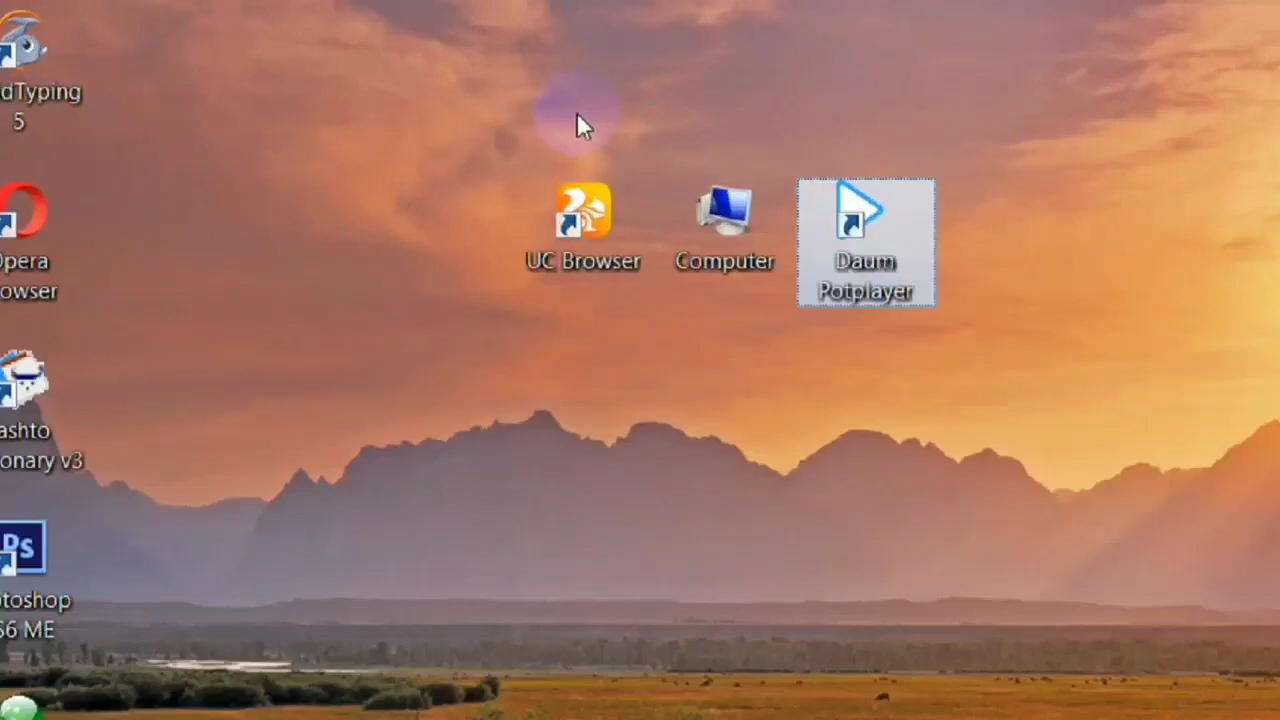 dTyping
5
Opera
owser
ashto
onary v3
Ps
toshop
S6 ME
UC Browser
Computer
Daum
Potplayer